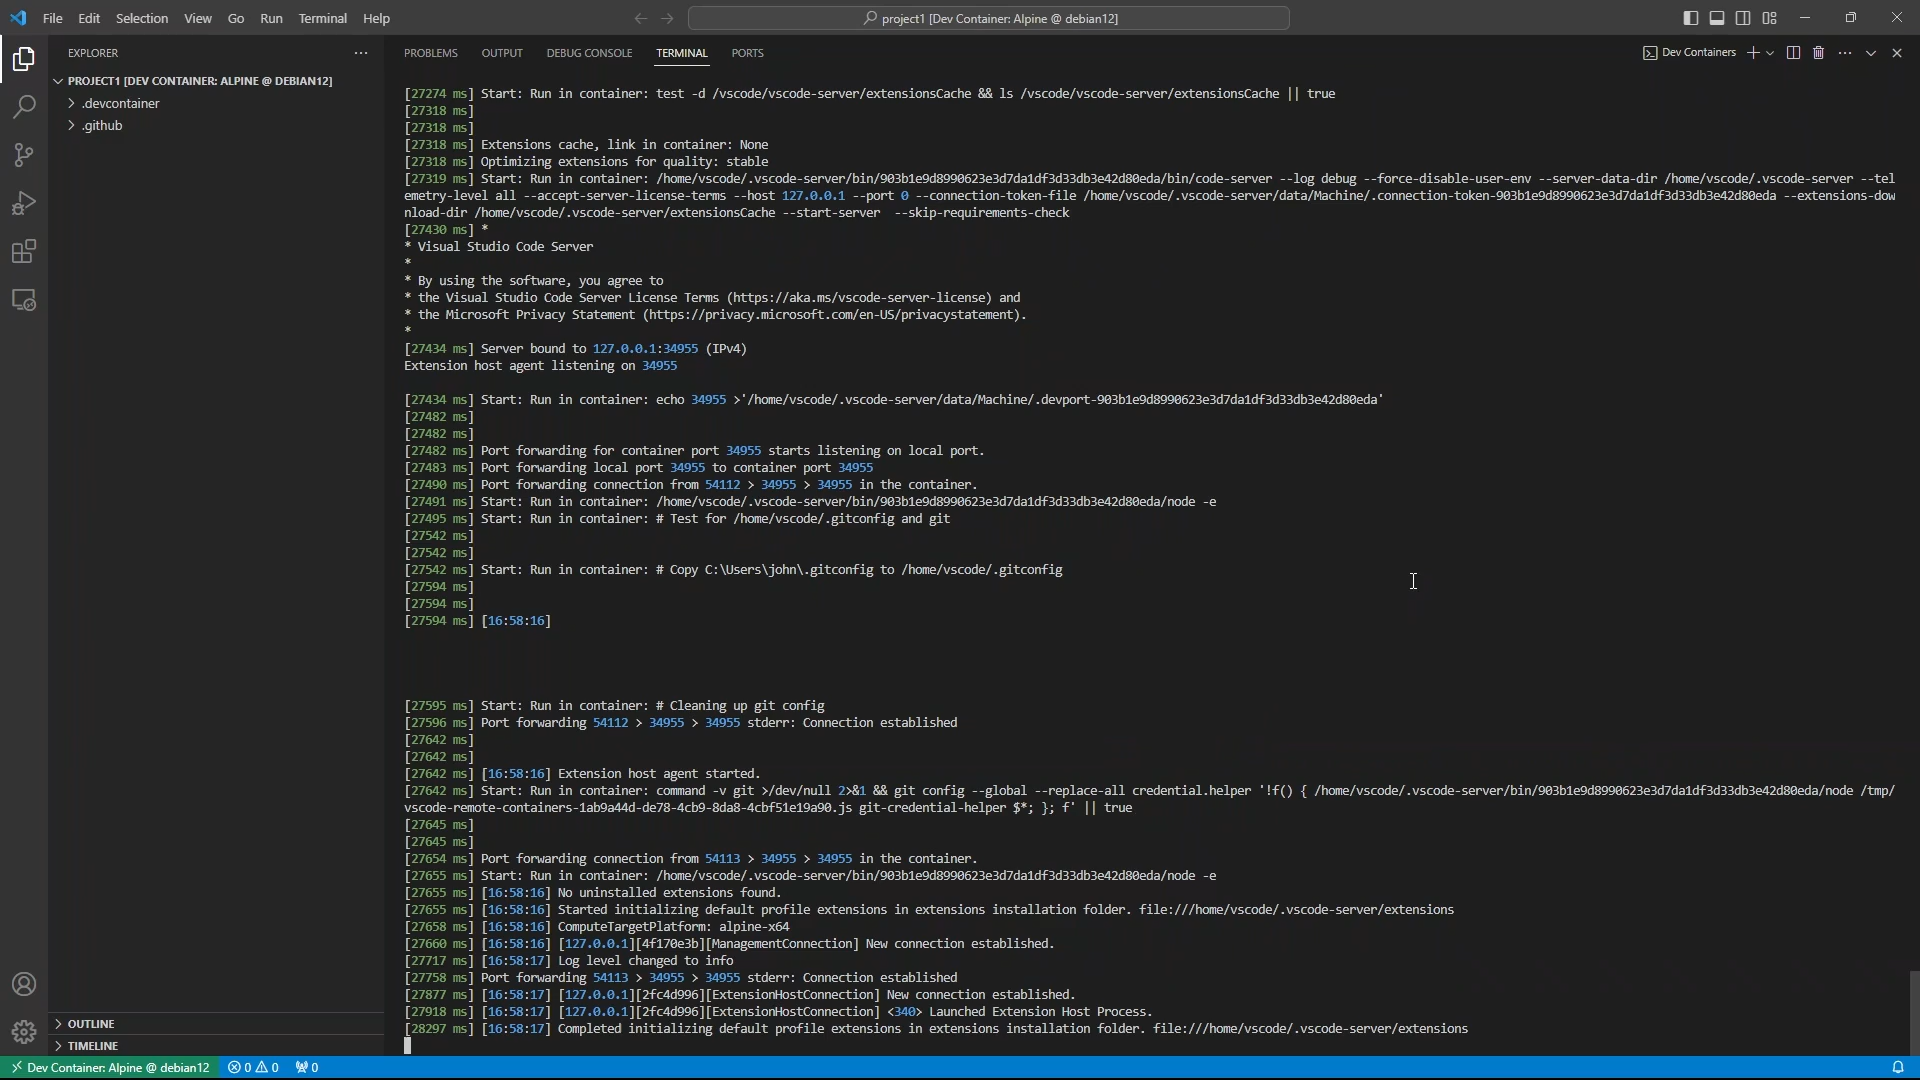 File Edit Selection View Go Run Terminal Help
project1 [Dev Container: Alpine @ debian12]
EXPLORER
PROJECT1 [DEV CONTAINER: ALPINE @ DEBIAN12]
.devcontainer
.github
OUTLINE
TIMELINE
PROBLEMS OUTPUT DEBUG CONSOLE TERMINAL PORTS
Dev Containers
[27274 ms] Start: Run in container: test -d /vscode/vscode-server/extensionsCache && ls /vscode/vscode-server/extensionsCache || true
[27318 ms]
[27318 ms]
[27318 ms] Extensions cache, link in container: None
[27318 ms] Optimizing extensions for quality: stable
[27319 ms] Start: Run in container: /home/vscode/.vscode-server/bin/903b1e9d8990623e3d7da1df3d33db3e42d80eda/bin/code-server --log debug --force-disable-user-env --server-data-dir /home/vscode/.vscode-server --tel
emetry-level all --accept-server-license-terms --host 127.0.0.1 --port 0 --connection-token-file /home/vscode/.vscode-server/data/Machine/.connection-token-903b1e9d8990623e3d7da1df3d33db3e42d80eda --extensions-dow
nload-dir /home/vscode/.vscode-server/extensionsCache --start-server  --skip-requirements-check
[27430 ms] *
* Visual Studio Code Server
*
* By using the software, you agree to
* the Visual Studio Code Server License Terms (https://aka.ms/vscode-server-license) and
* the Microsoft Privacy Statement (https://privacy.microsoft.com/en-US/privacystatement).
*
[27434 ms] Server bound to 127.0.0.1:34955 (IPv4)
Extension host agent listening on 34955
[27434 ms] Start: Run in container: echo 34955 >'/home/vscode/.vscode-server/data/Machine/.devport-903b1e9d8990623e3d7da1df3d33db3e42d80eda'
[27482 ms]
[27482 ms]
[27482 ms] Port forwarding for container port 34955 starts listening on local port.
[27483 ms] Port forwarding local port 34955 to container port 34955
[27490 ms] Port forwarding connection from 54112 > 34955 > 34955 in the container.
[27491 ms] Start: Run in container: /home/vscode/.vscode-server/bin/903b1e9d8990623e3d7da1df3d33db3e42d80eda/node -e
[27495 ms] Start: Run in container: # Test for /home/vscode/.gitconfig and git
[27542 ms]
[27542 ms]
[27542 ms] Start: Run in container: # Copy C:\Users\john\.gitconfig to /home/vscode/.gitconfig
[27594 ms]
[27594 ms]
[27594 ms] [16:58:16]
[27595 ms] Start: Run in container: # Cleaning up git config
[27596 ms] Port forwarding 54112 > 34955 > 34955 stderr: Connection established
[27642 ms]
[27642 ms]
[27642 ms] [16:58:16] Extension host agent started.
[27642 ms] Start: Run in container: command -v git >/dev/null 2>&1 && git config --global --replace-all credential.helper '!f() { /home/vscode/.vscode-server/bin/903b1e9d8990623e3d7da1df3d33db3e42d80eda/node /tmp/
vscode-remote-containers-1ab9a44d-de78-4cb9-8da8-4cbf51e19a90.js git-credential-helper $*; }; f' || true
[27645 ms]
[27645 ms]
[27654 ms] Port forwarding connection from 54113 > 34955 > 34955 in the container.
[27655 ms] Start: Run in container: /home/vscode/.vscode-server/bin/903b1e9d8990623e3d7da1df3d33db3e42d80eda/node -e
[27655 ms] [16:58:16] No uninstalled extensions found.
[27655 ms] [16:58:16] Started initializing default profile extensions in extensions installation folder. file:///home/vscode/.vscode-server/extensions
[27658 ms] [16:58:16] ComputeTargetPlatform: alpine-x64
[27660 ms] [16:58:16] [127.0.0.1][4f170e3b][ManagementConnection] New connection established.
[27717 ms] [16:58:17] Log level changed to info
[27758 ms] Port forwarding 54113 > 34955 > 34955 stderr: Connection established
[27877 ms] [16:58:17] [127.0.0.1][2fc4d996][ExtensionHostConnection] New connection established.
[27918 ms] [16:58:17] [127.0.0.1][2fc4d996][ExtensionHostConnection] <340> Launched Extension Host Process.
[28297 ms] [16:58:17] Completed initializing default profile extensions in extensions installation folder. file:///home/vscode/.vscode-server/extensions
Dev Container: Alpine @ debian12 0 0 0